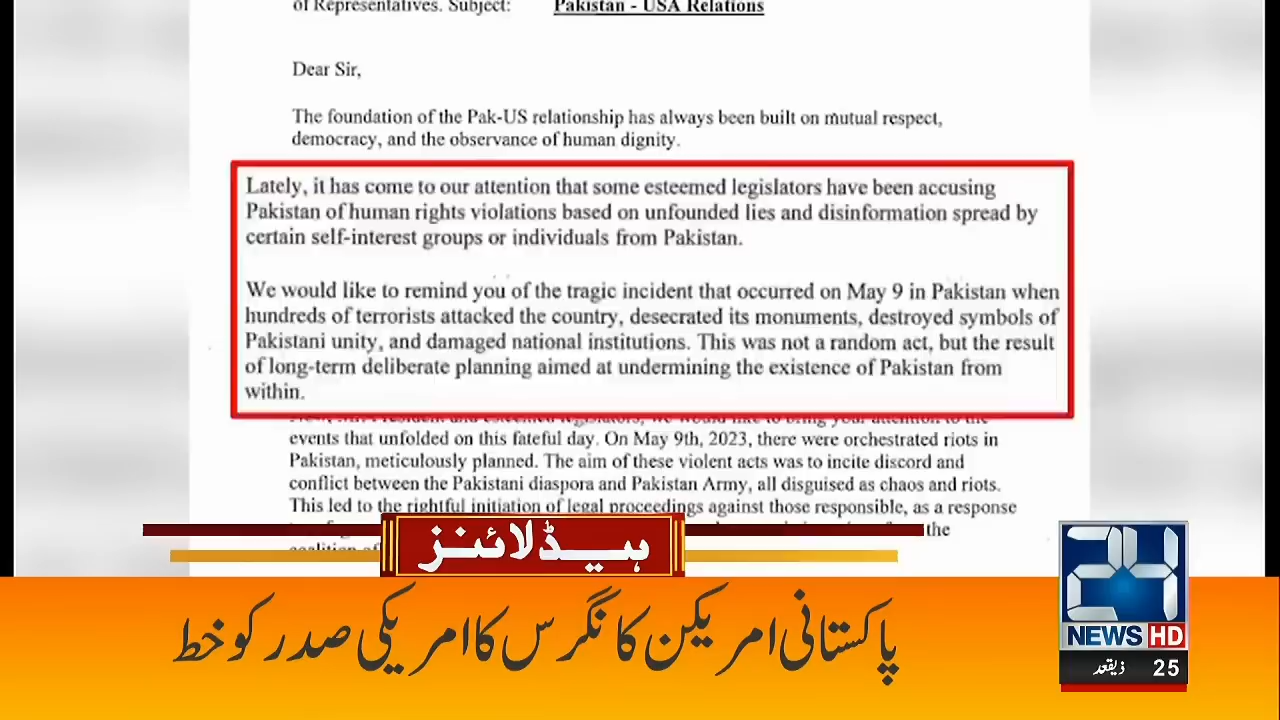 of Representatives. Subject: Pakistan - USA Relations
Dear Sir,
The foundation of the Pak-US relationship has always been built on mutual respect,
democracy, and the observance of human dignity.
Lately, it has come to our attention that some esteemed legislators have been accusing
Pakistan of human rights violations based on unfounded lies and disinformation spread by
certain self-interest groups or individuals from Pakistan.
We would like to remind you of the tragic incident that occurred on May 9 in Pakistan when
hundreds of terrorists attacked the country, desecrated its monuments, destroyed symbols of
Pakistani unity, and damaged national institutions. This was not a random act, but the result
of long-term deliberate planning aimed at undermining the existence of Pakistan from
within.
events that unfolded on this fateful day. On May 9th, 2023, there were orchestrated riots in
Pakistan, meticulously planned. The aim of these violent acts was to incite discord and
conflict between the Pakistani diaspora and Pakistan Army, all disguised as chaos and riots.
This led to the rightful initiation of legal proceedings against those responsible, as a response
the
ہیڈلائنز
پاکستانی امریکن کانگرس کا امریکی صدر کو خط
24
NEWS HD
25 ذیقعد